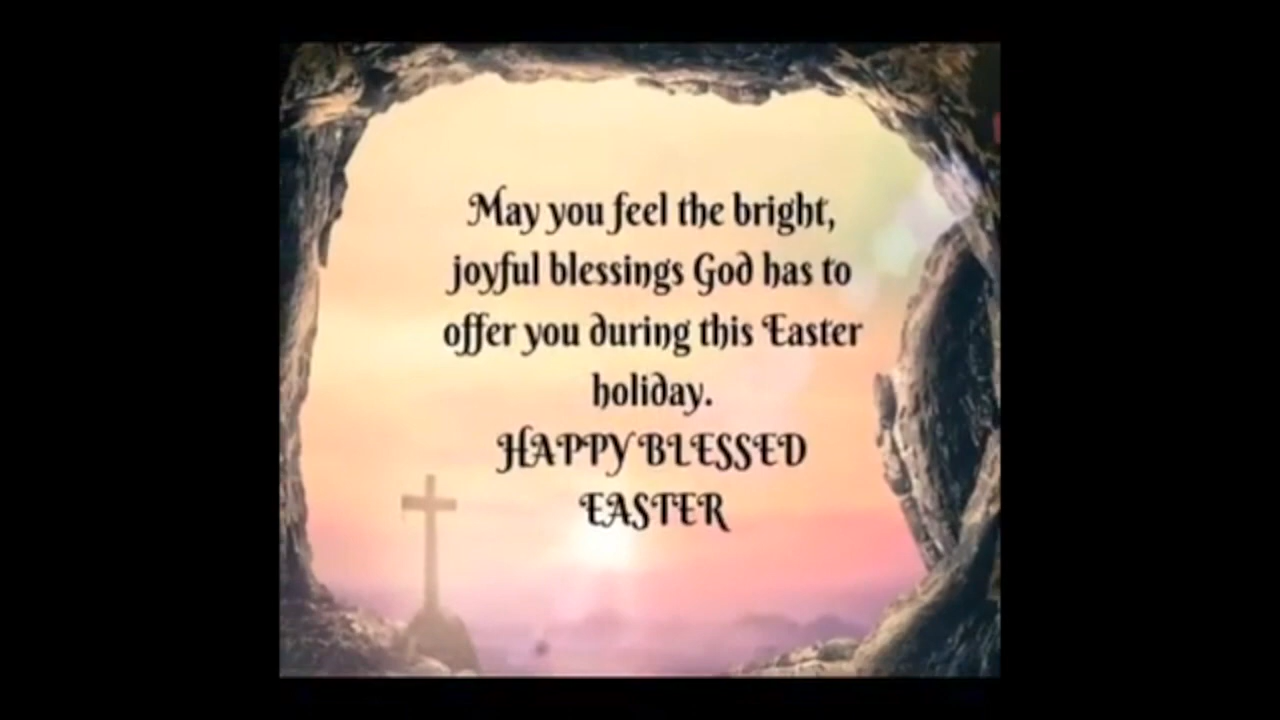 May you feel the bright,
joyful blessings God has to
offer you during this Easter
holiday.
HAPPY BLESSED
EASTER